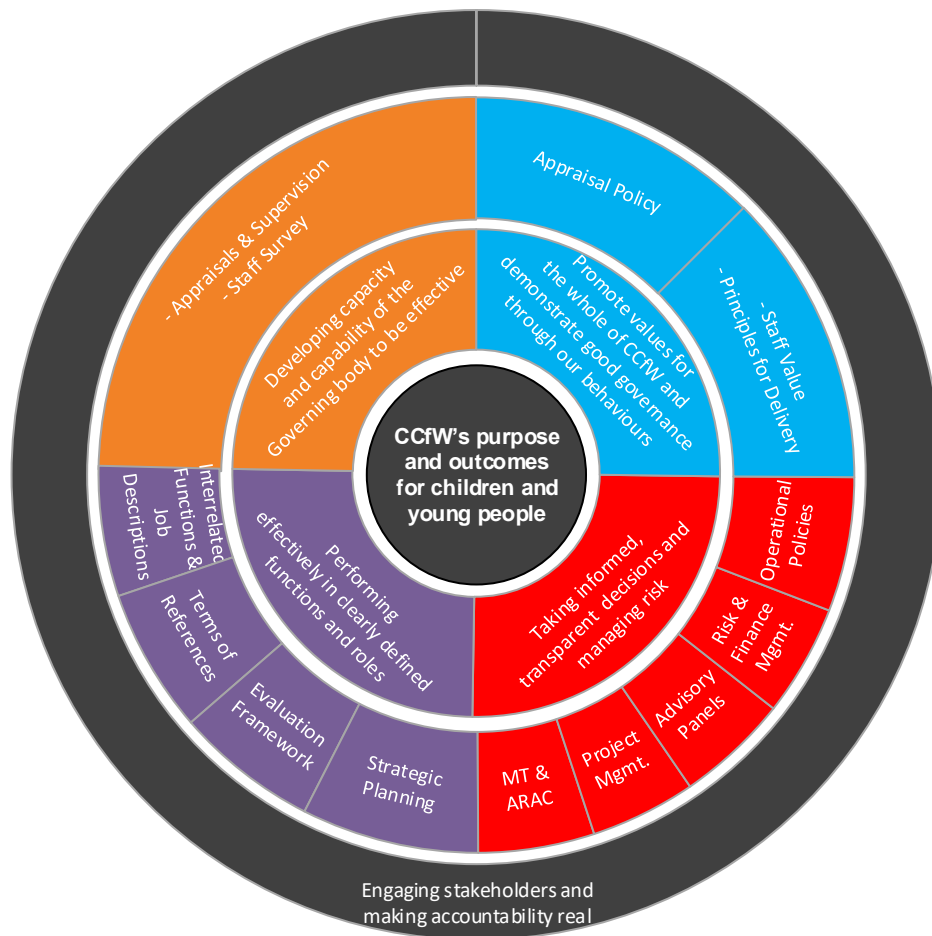 - Appraisals & Supervision
- Staff Survey
Appraisal Policy
- Staff Value
- Principles for Delivery
Developing capacity
and capability of the
Governing body to be effective
Promote values for
the whole of CCfW and
demonstrate good governance
through our behaviours
CCfW’s purpose
and outcomes
for children and
young people
Performing
effectively in clearly defined
functions and roles
Taking informed,
transparent decisions and
managing risk
Interrelated
Functions &
Job
Descriptions
Terms of
References
Evaluation
Framework
Strategic
Planning
MT &
ARAC
Project
Mgmt.
Advisory
Panels
Risk &
Finance
Mgmt.
Operational
Policies
Engaging stakeholders and
making accountability real